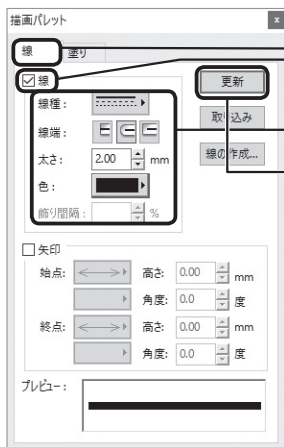 描画パレット x
線 塗り
線
更新
線種:
取り込み
線端:
太さ: 2.00 mm
線の作成...
色:
飾り間隔: %
矢印
始点: 高さ: 0.00 mm
角度: 0.0 度
終点: 高さ: 0.00 mm
角度: 0.0 度
プレビュー: